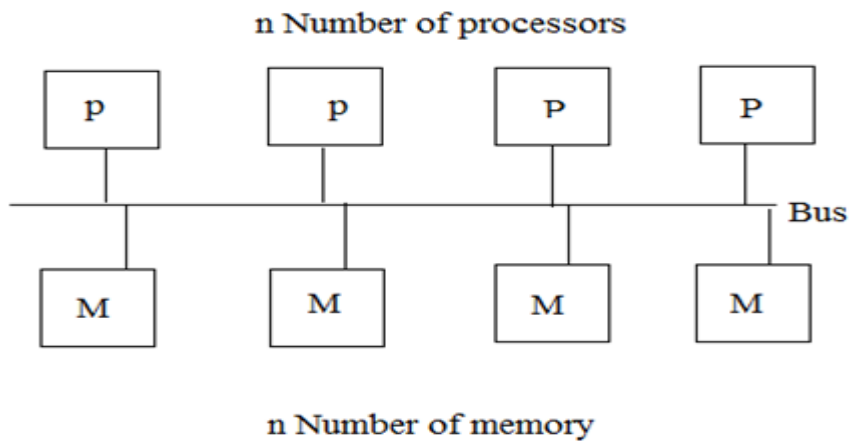 n Number of processors
p p P P
Bus
M M M M
n Number of memory